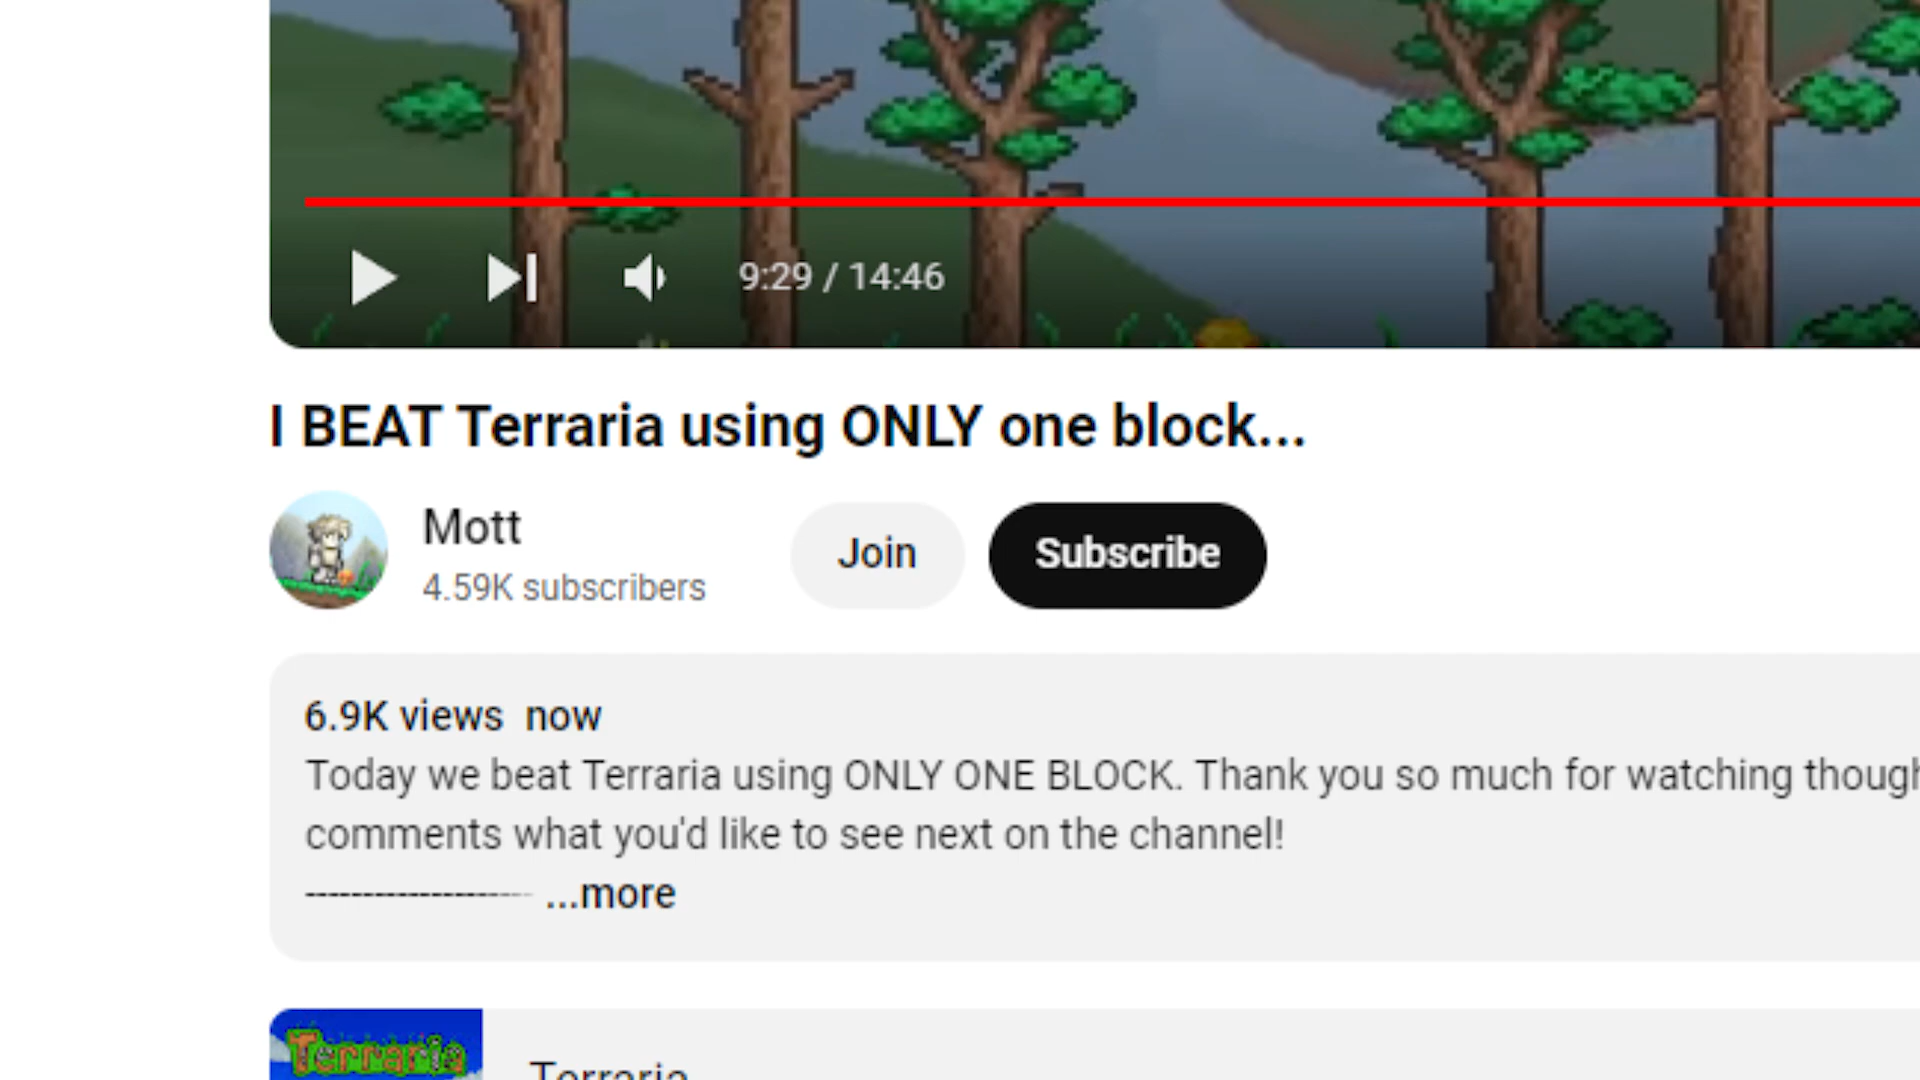 9:29 / 14:46
I BEAT Terraria using ONLY one block...
Mott
4.59K subscribers
Join
Subscribe
6.9K views now
Today we beat Terraria using ONLY ONE BLOCK. Thank you so much for watching though
comments what you'd like to see next on the channel!
-------------------- ...more
Terraria
Terraria